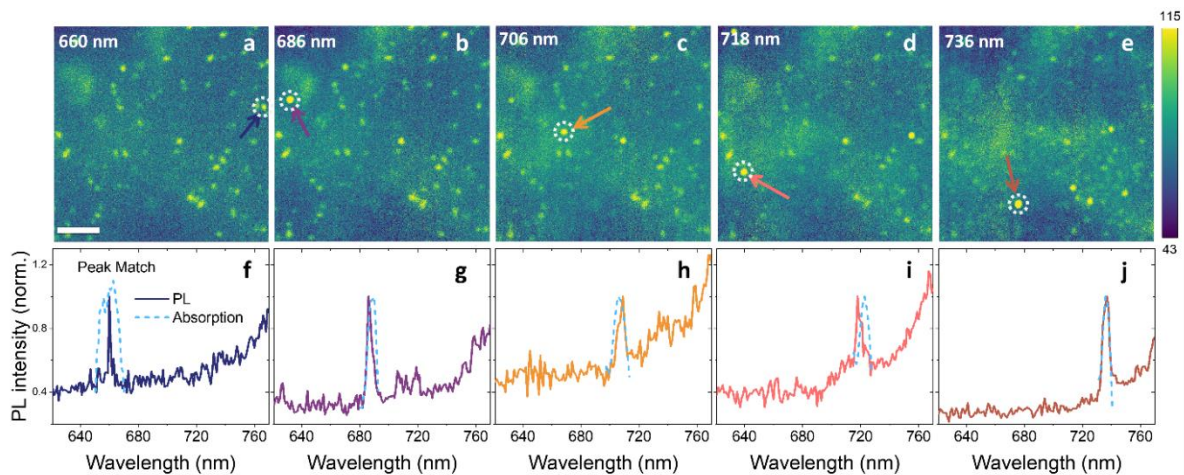 660 nm
a
686 nm
b
706 nm
c
718 nm
d
736 nm
e
115
43
PL intensity (norm.)
1.2
0.8
0.4
Peak Match
PL
Absorption
f
g
h
i
j
640 680 720 760
640 680 720 760
640 680 720 760
640 680 720 760
640 680 720 760
Wavelength (nm)
Wavelength (nm)
Wavelength (nm)
Wavelength (nm)
Wavelength (nm)